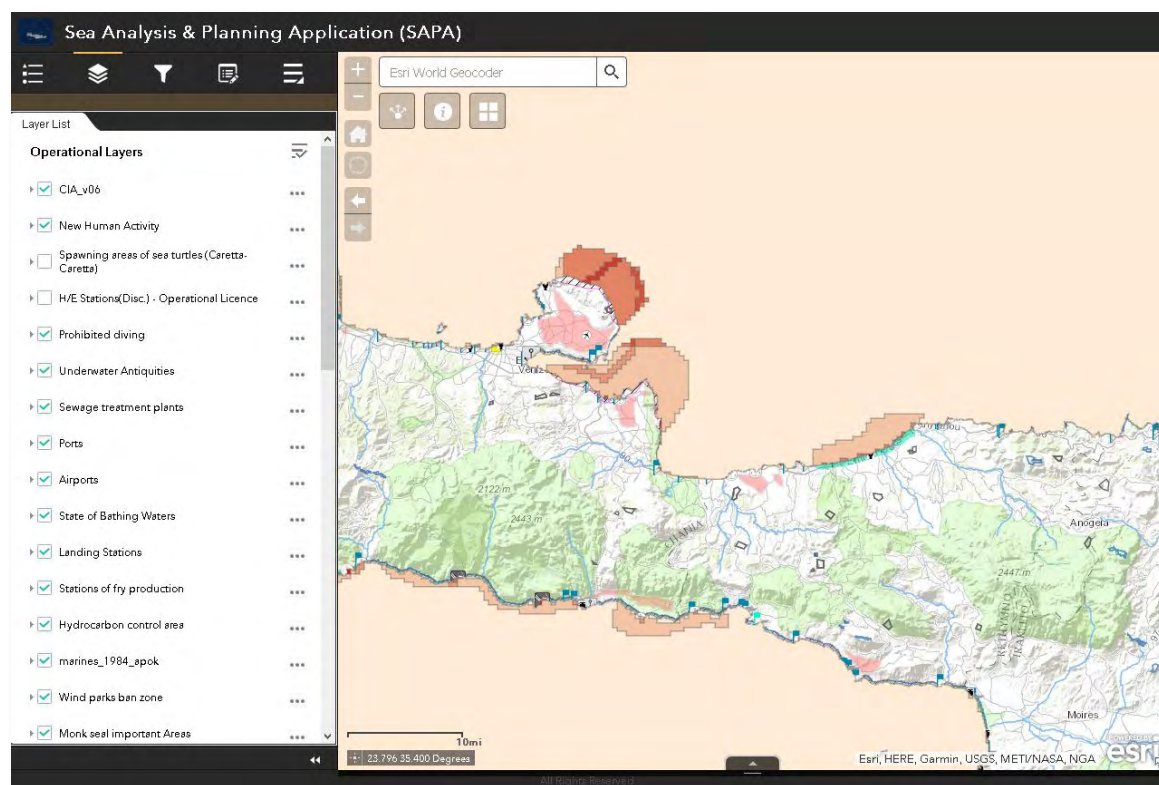 Sea Analysis & Planning Application (SAPA)
Esri World Geocoder
Layer List
Operational Layers
CIA_v06
New Human Activity
Spawning areas of sea turtles (Caretta-
Caretta)
H/E Stations(Disc.) - Operational Licence
Prohibited diving
Underwater Antiquities
Sewage treatment plants
Ports
Airports
State of Bathing Waters
Landing Stations
Stations of fry production
Hydrocarbon control area
marines_1984_apok
Wind parks ban zone
Monk seal important Areas
2122 m
2443 m
CHANIA
Anogeia
2447 m
Moires
10mi
23.796 35.400 Degrees
Esri, HERE, Garmin, USGS, METI/NASA, NGA
POWERED BY
esri
All Rights Reserved